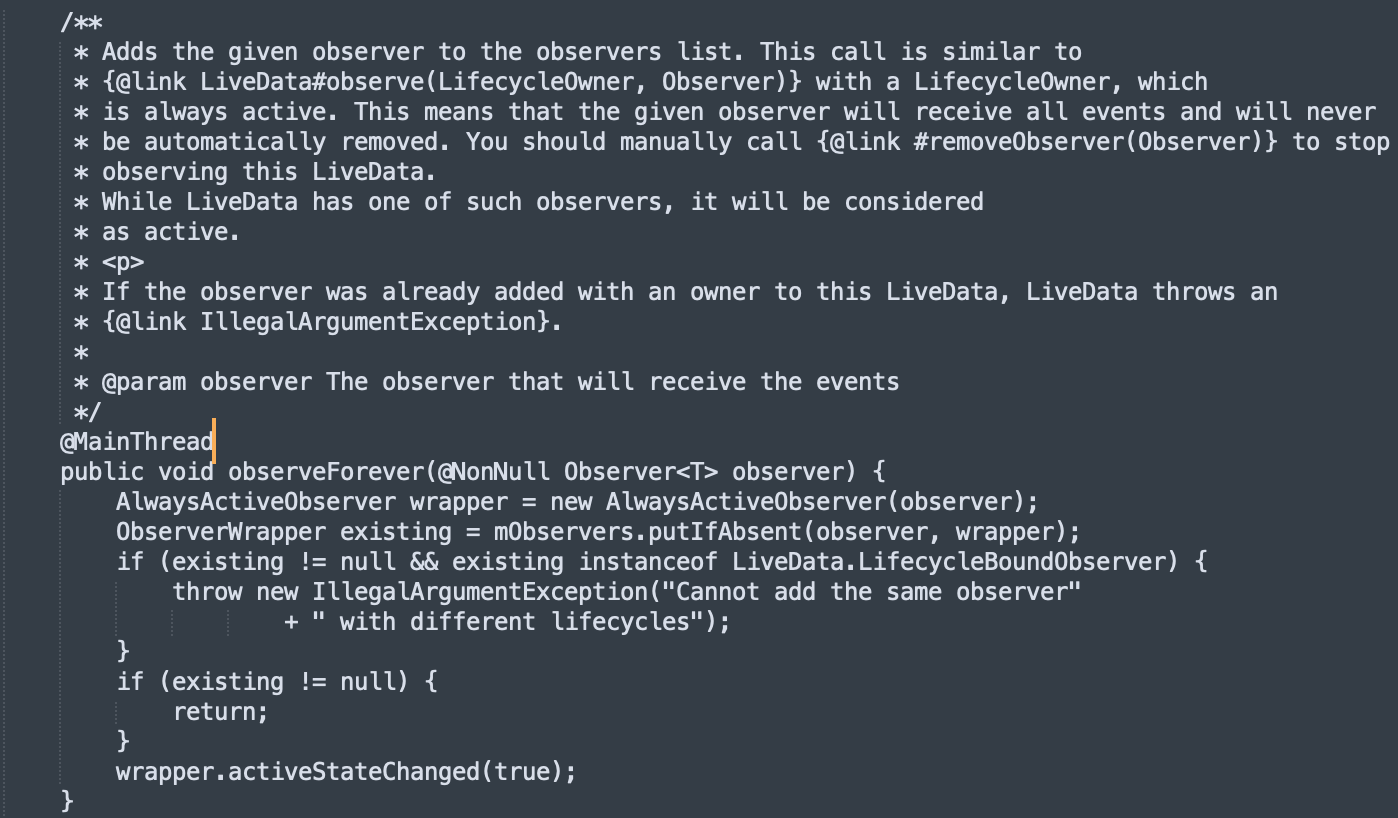 /**
 * Adds the given observer to the observers list. This call is similar to
 * {@link LiveData#observe(LifecycleOwner, Observer)} with a LifecycleOwner, which
 * is always active. This means that the given observer will receive all events and will never
 * be automatically removed. You should manually call {@link #removeObserver(Observer)} to stop
 * observing this LiveData.
 * While LiveData has one of such observers, it will be considered
 * as active.
 * <p>
 * If the observer was already added with an owner to this LiveData, LiveData throws an
 * {@link IllegalArgumentException}.
 *
 * @param observer The observer that will receive the events
 */
@MainThread
public void observeForever(@NonNull Observer<T> observer) {
    AlwaysActiveObserver wrapper = new AlwaysActiveObserver(observer);
    ObserverWrapper existing = mObservers.putIfAbsent(observer, wrapper);
    if (existing != null && existing instanceof LiveData.LifecycleBoundObserver) {
        throw new IllegalArgumentException("Cannot add the same observer"
                + " with different lifecycles");
    }
    if (existing != null) {
        return;
    }
    wrapper.activeStateChanged(true);
}